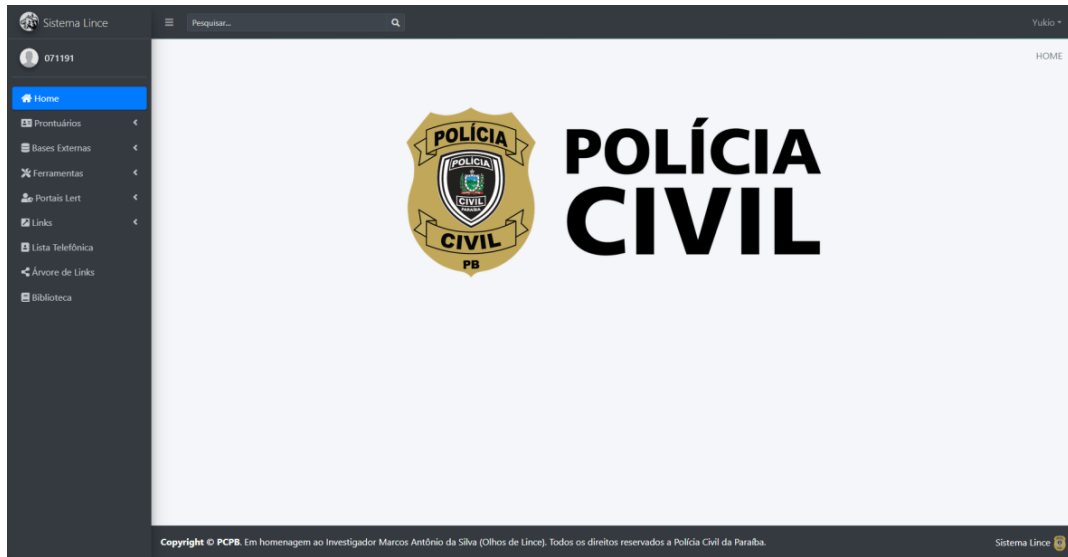 Sistema Lince
Pesquisar...
Yukio
071191
HOME
Home
Prontuários
Bases Externas
Ferramentas
Portais Lert
Links
Lista Telefônica
Árvore de Links
Biblioteca
POLÍCIA
POLÍCIA
CIVIL
PARAÍBA
CIVIL
PB
POLÍCIA
CIVIL
Copyright © PCPB. Em homenagem ao Investigador Marcos Antônio da Silva (Olhos de Lince). Todos os direitos reservados a Polícia Civil da Paraíba.
Sistema Lince